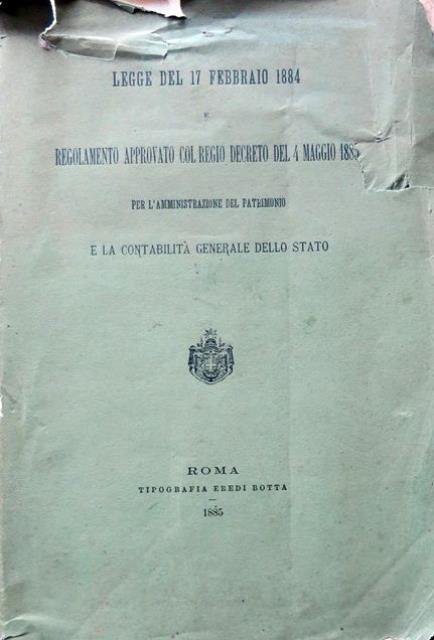 LEGGE DEL 17 FEBBRAIO 1884
E
REGOLAMENTO APPROVATO COL REGIO DECRETO DEL 4 MAGGIO 1885
PER L'AMMINISTRAZIONE DEL PATRIMONIO
E LA CONTABILITÀ GENERALE DELLO STATO
ROMA
TIPOGRAFIA EREDI BOTTA
1885